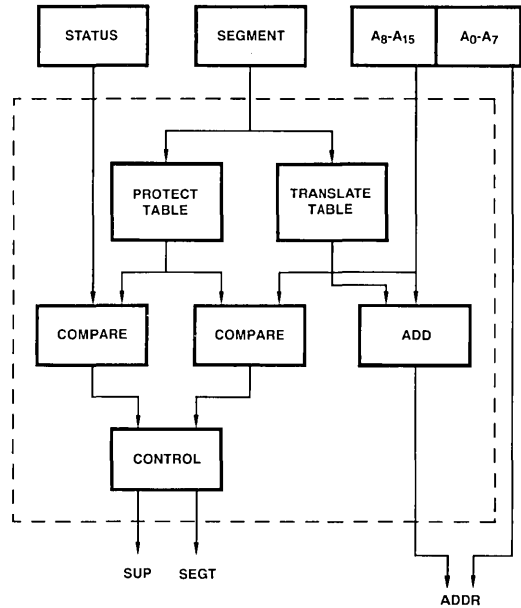 STATUS
SEGMENT
A8-A15
A0-A7
PROTECT
TABLE
TRANSLATE
TABLE
COMPARE
COMPARE
ADD
CONTROL
SUP
SEGT
ADDR